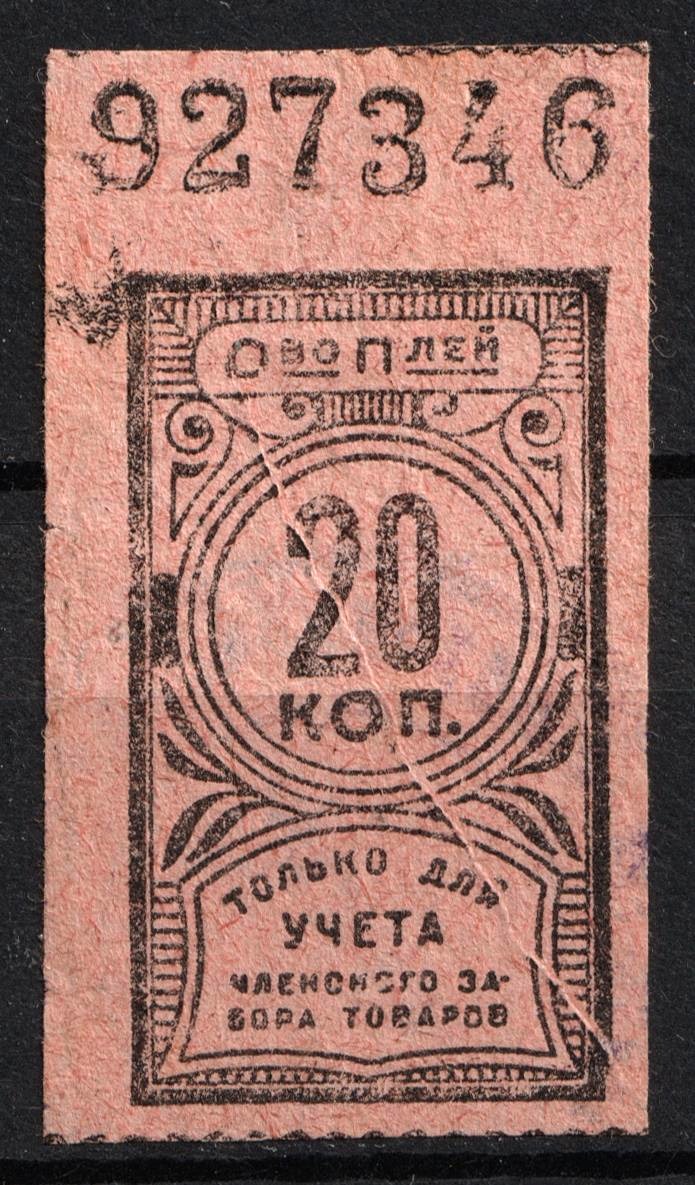 927346
ОвоПлей
20
КОП.
ТОЛЬКО ДЛЯ
УЧЕТА
ЧЛЕНСКОГО ЗА-
БОРА ТОВАРОВ